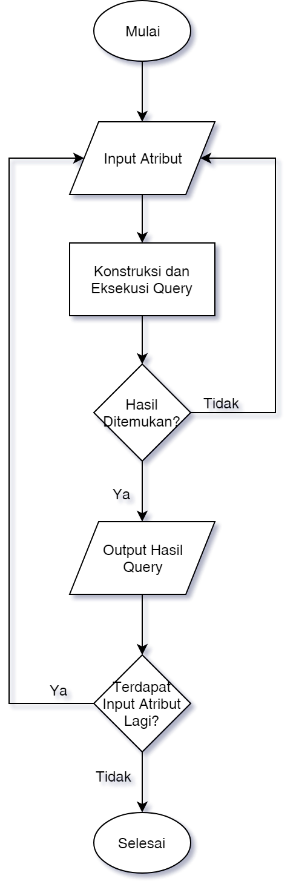 Mulai
Input Atribut
Konstruksi dan
Eksekusi Query
Hasil
Ditemukan?
Tidak
Ya
Output Hasil
Query
Terdapat
Input Atribut
Lagi?
Ya
Tidak
Selesai